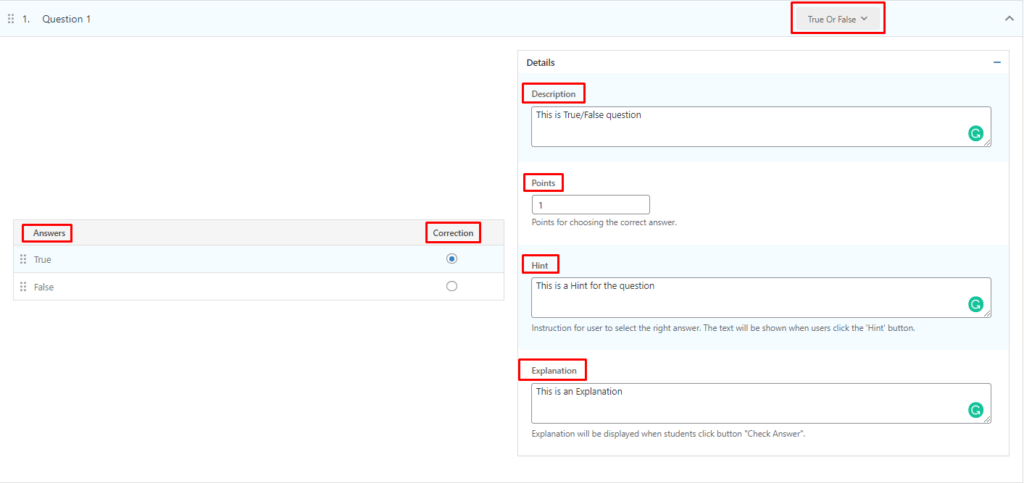 1. Question 1
True Or False
Details
Description
This is True/False question
Points
1
Points for choosing the correct answer.
Answers Correction
True
False
Hint
This is a Hint for the question
Instruction for user to select the right answer. The text will be shown when users click the 'Hint' button.
Explanation
This is an Explanation
Explanation will be displayed when students click button "Check Answer".